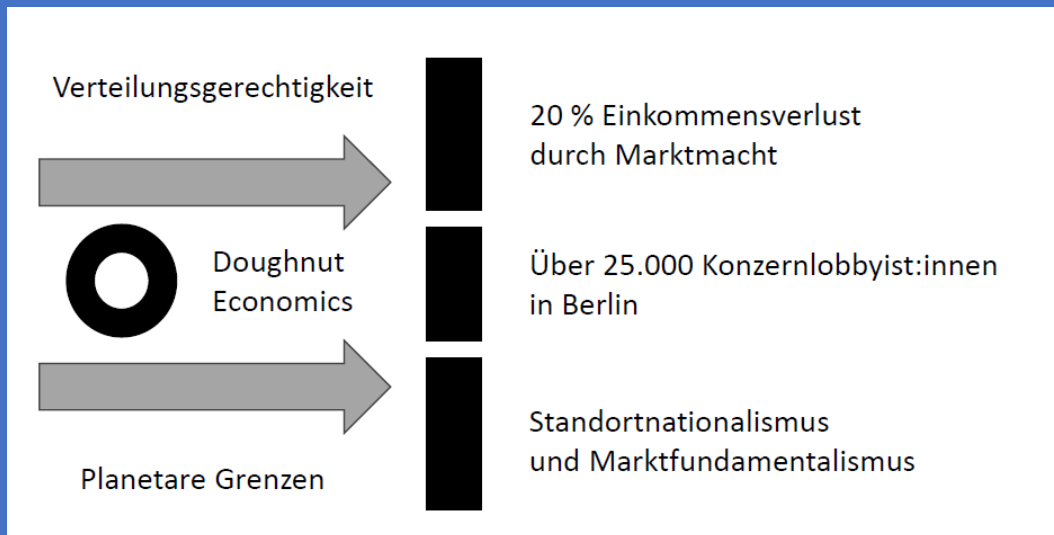 Verteilungsgerechtigkeit
Doughnut
Economics
Planetare Grenzen
20 % Einkommensverlust
durch Marktmacht
Über 25.000 Konzernlobbyist:innen
in Berlin
Standortnationalismus
und Marktfundamentalismus